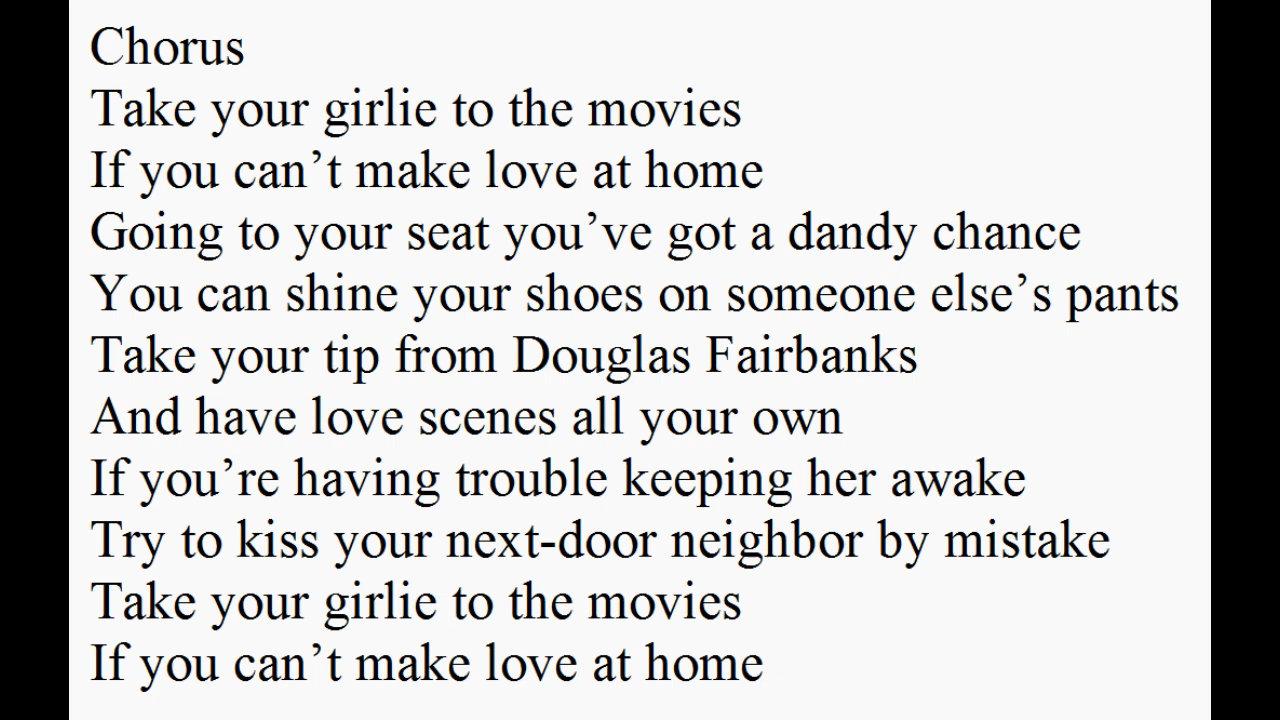 Chorus
Take your girlie to the movies
If you can’t make love at home
Going to your seat you’ve got a dandy chance
You can shine your shoes on someone else’s pants
Take your tip from Douglas Fairbanks
And have love scenes all your own
If you’re having trouble keeping her awake
Try to kiss your next-door neighbor by mistake
Take your girlie to the movies
If you can’t make love at home